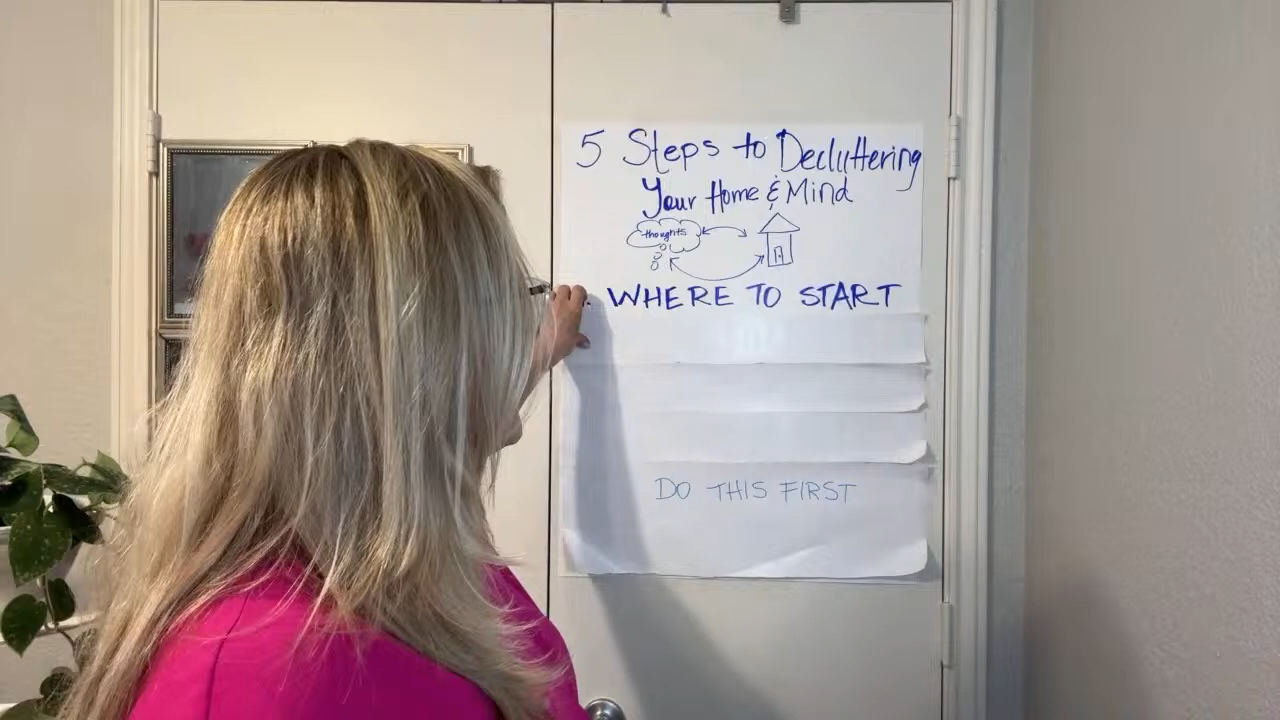 5 Steps to Decluttering
Your Home & Mind
thoughts
WHERE TO START
DO THIS FIRST